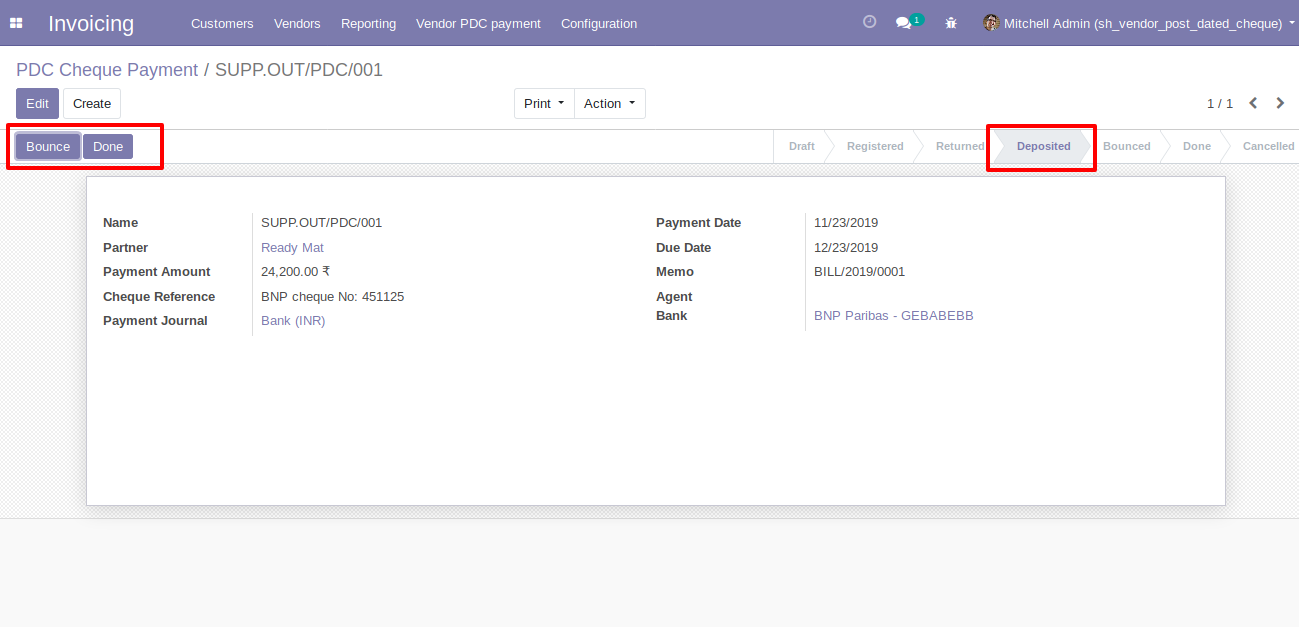 Invoicing Customers Vendors Reporting Vendor PDC payment Configuration 1 Mitchell Admin (sh_vendor_post_dated_cheque)
PDC Cheque Payment / SUPP.OUT/PDC/001
Edit Create Print Action 1 / 1
Bounce Done Draft Registered Returned Deposited Bounced Done Cancelled
Name SUPP.OUT/PDC/001 Payment Date 11/23/2019
Partner Ready Mat Due Date 12/23/2019
Payment Amount 24,200.00 ₹ Memo BILL/2019/0001
Cheque Reference BNP cheque No: 451125 Agent
Payment Journal Bank (INR) Bank BNP Paribas - GEBABEBB